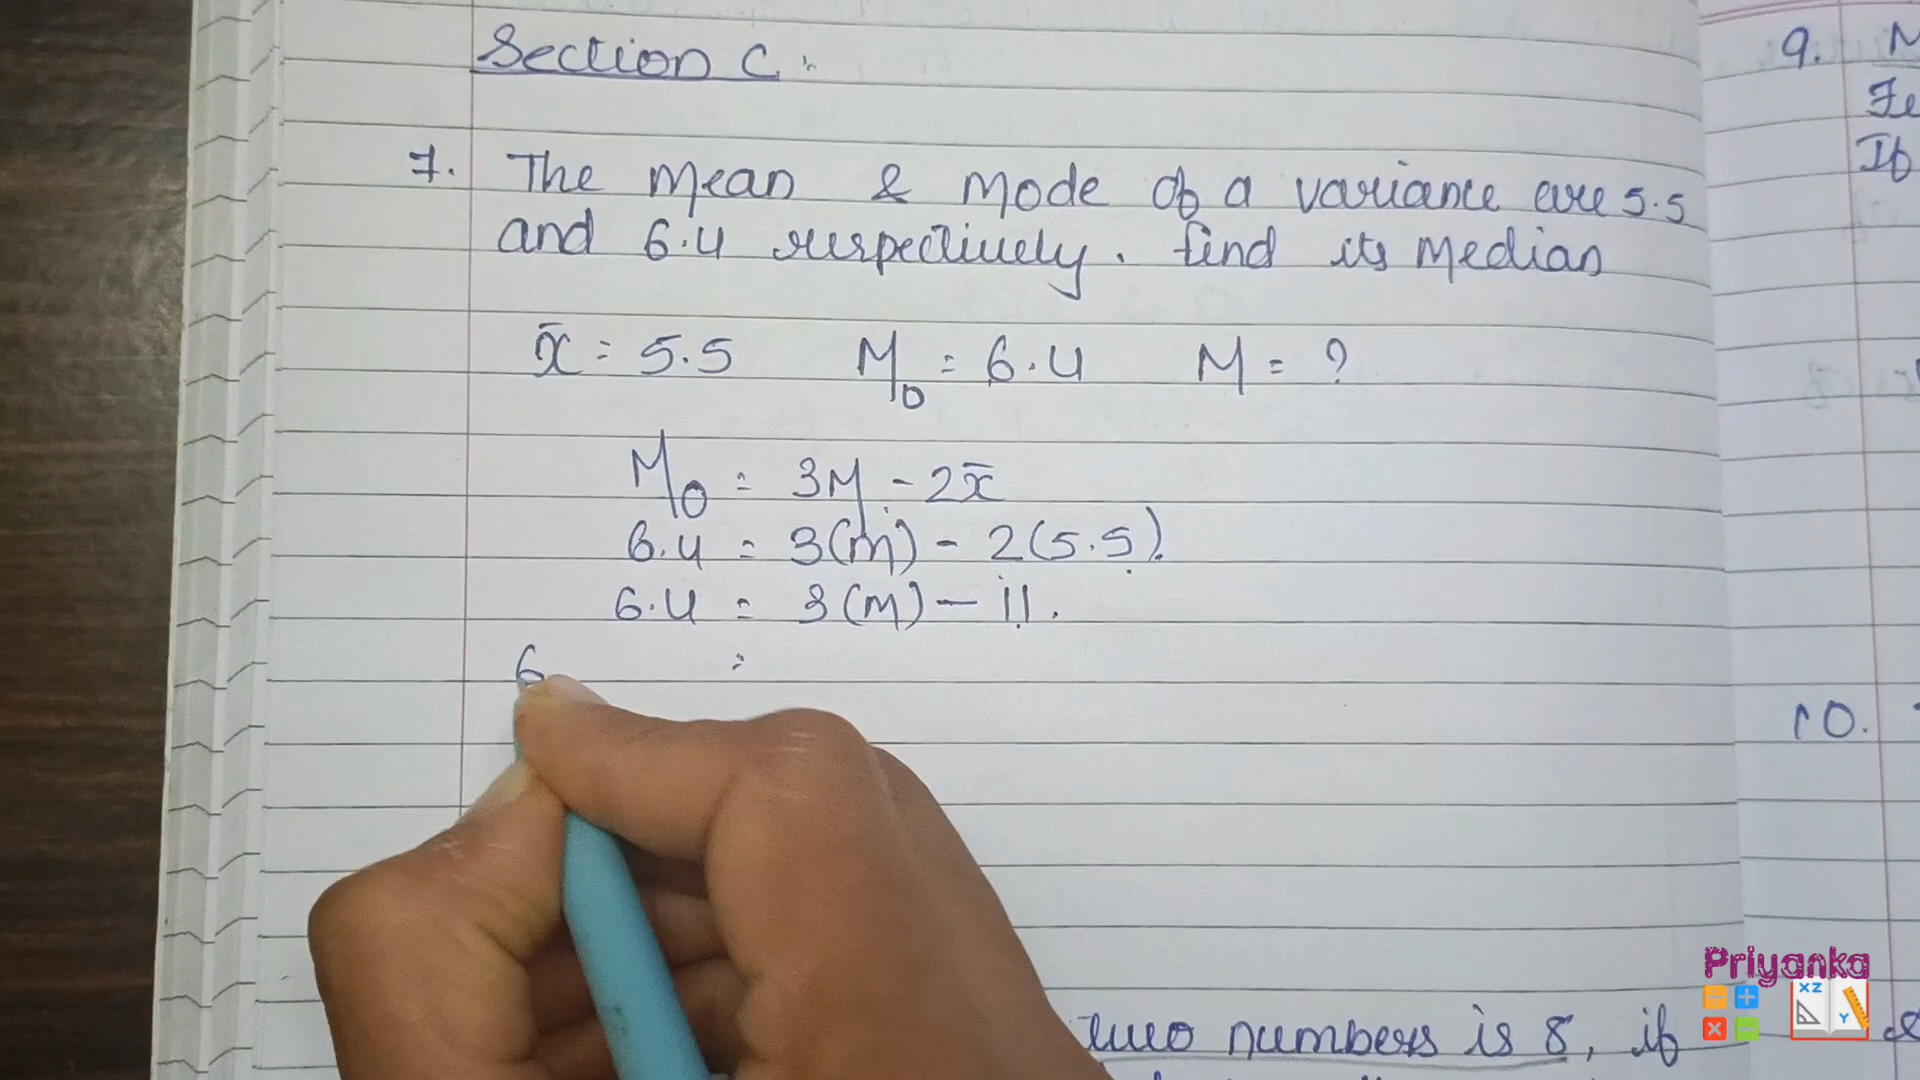 Section C.
7. The Mean & Mode of a variance are 5.5
and 6.4 respectively. find its Median
x̄ = 5.5 M₀ = 6.4 M = ?
M₀ = 3M - 2x̄
6.4 = 3(m) - 2(5.5).
6.4 = 3(m) - 11.
6 =
two numbers is 8, if
9.
If
10.
Priyanka
XZ
Y